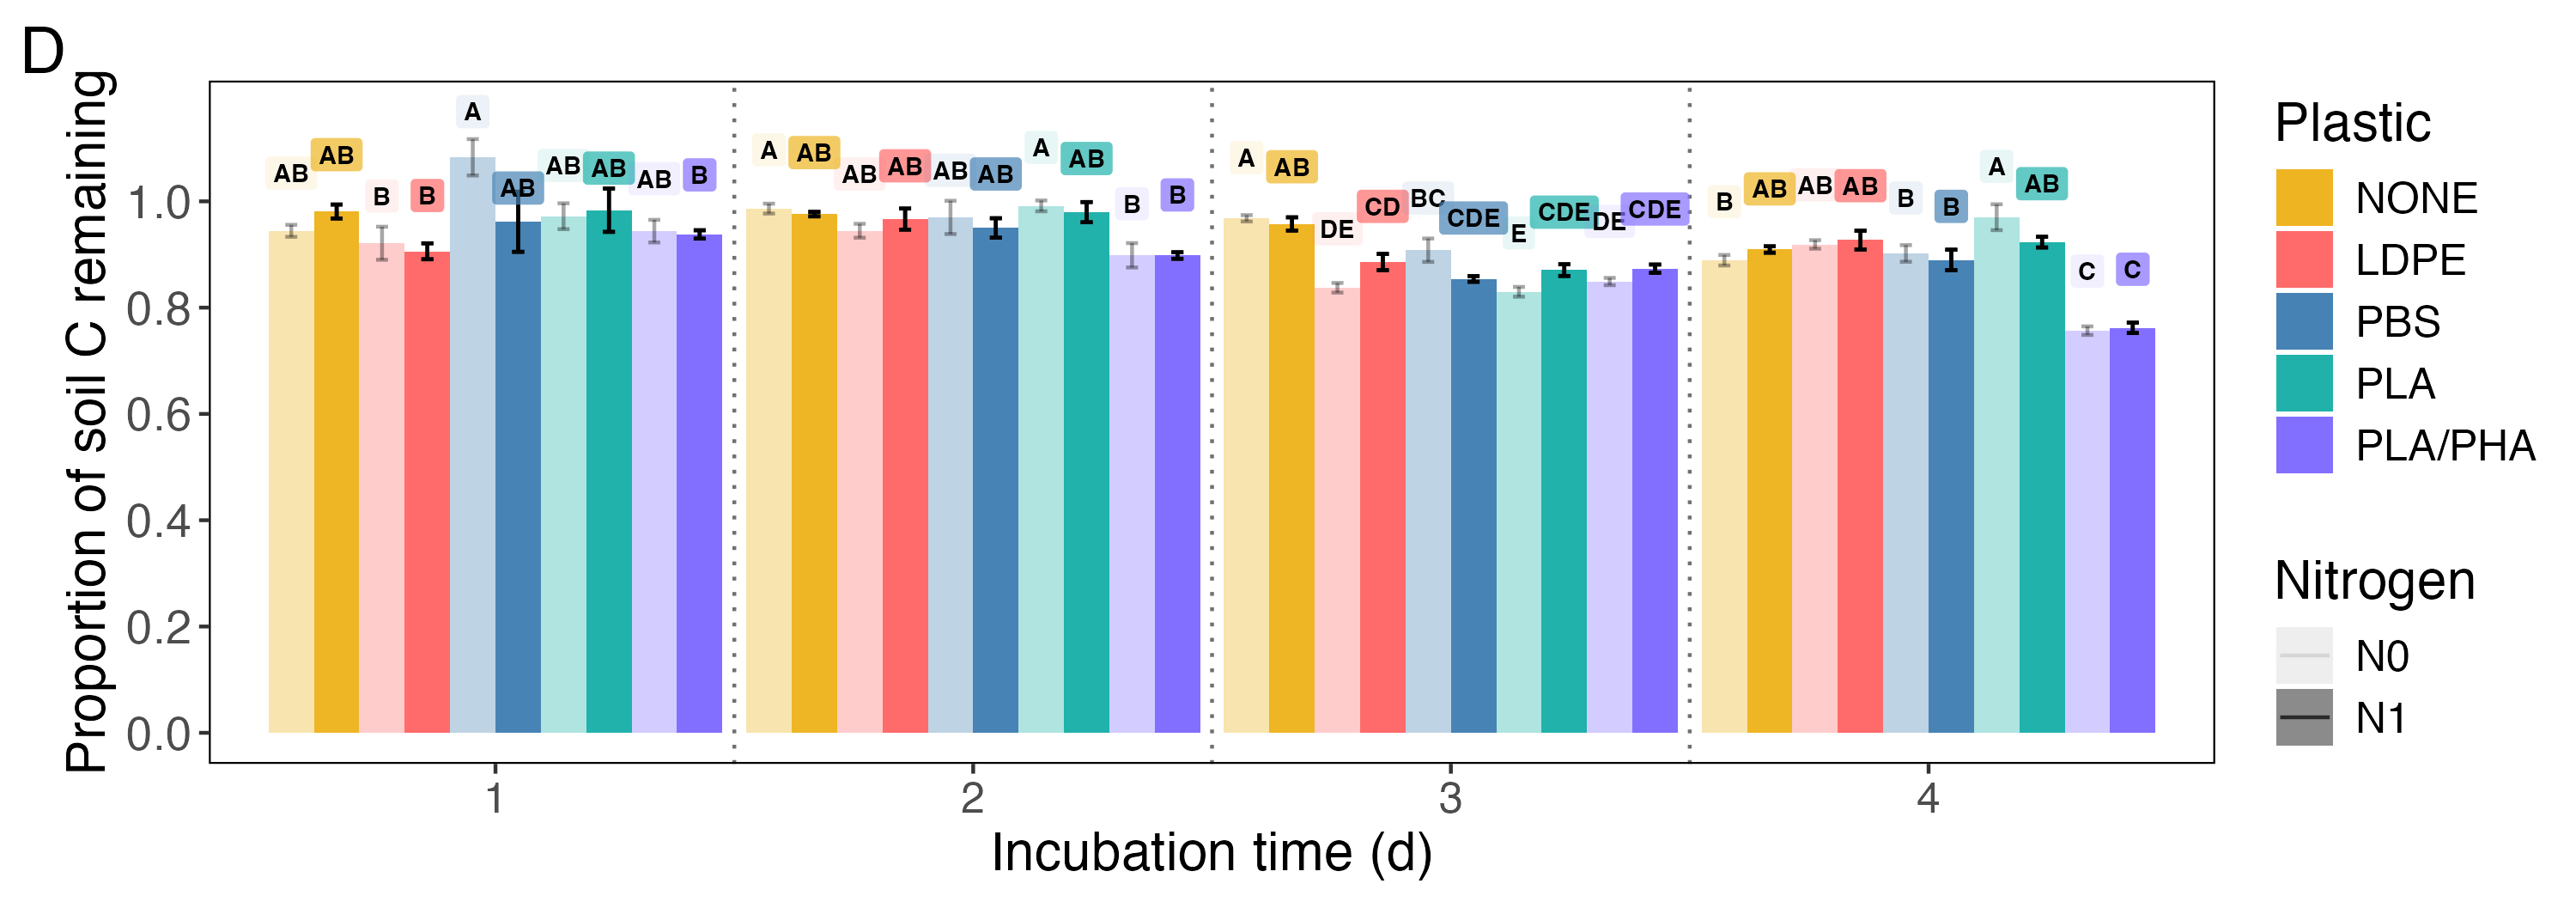 D
Proportion of soil C remaining
1.0
0.8
0.6
0.4
0.2
0.0
AB AB B B A AB AB AB AB B
A AB AB AB AB AB A AB B B
A AB DE CD BC CDE E CDE DE CDE
B AB AB AB B B A AB C C
1 2 3 4
Incubation time (d)
Plastic
NONE
LDPE
PBS
PLA
PLA/PHA
Nitrogen
N0
N1